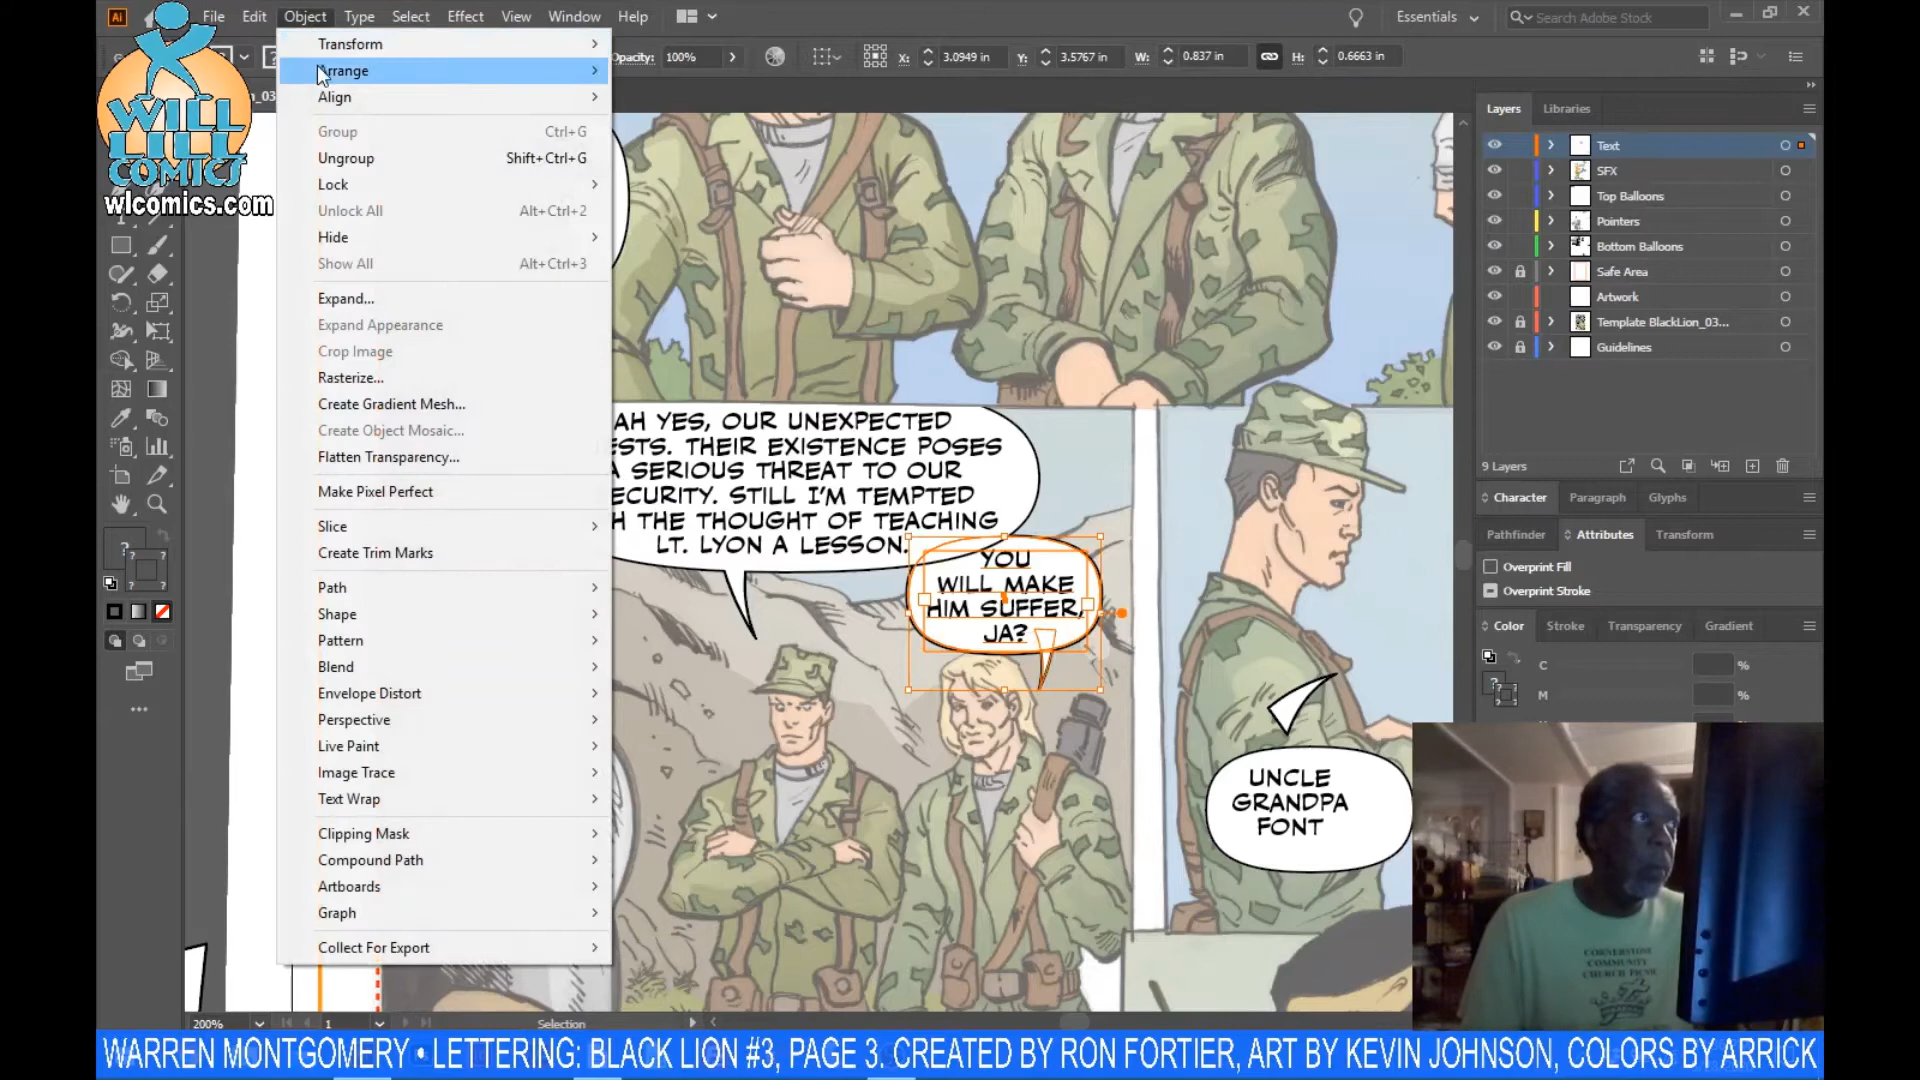 Ai
File Edit Object Type Select Effect View Window Help
Essentials
Search Adobe Stock
WILL
LILL
COMICS
wlcomics.com
Transform
Arrange
Align
Group Ctrl+G
Ungroup Shift+Ctrl+G
Lock
Unlock All Alt+Ctrl+2
Hide
Show All Alt+Ctrl+3
Expand...
Expand Appearance
Crop Image
Rasterize...
Create Gradient Mesh...
Create Object Mosaic...
Flatten Transparency...
Make Pixel Perfect
Slice
Create Trim Marks
Path
Shape
Pattern
Blend
Envelope Distort
Perspective
Live Paint
Image Trace
Text Wrap
Clipping Mask
Compound Path
Artboards
Graph
Collect For Export
Opacity: 100%
X: 3.0949 in Y: 3.5767 in W: 0.837 in H: 0.6663 in
_03
AH YES, OUR UNEXPECTED
ESTS. THEIR EXISTENCE POSES
A SERIOUS THREAT TO OUR
ECURITY. STILL I'M TEMPTED
H THE THOUGHT OF TEACHING
LT. LYON A LESSON.
YOU
WILL MAKE
HIM SUFFER,
JA?
UNCLE
GRANDPA
FONT
Layers Libraries
Text
SFX
Top Balloons
Pointers
Bottom Balloons
Safe Area
Artwork
Template BlackLion_03...
Guidelines
9 Layers
Character Paragraph Glyphs
Pathfinder Attributes Transform
Overprint Fill
Overprint Stroke
Color Stroke Transparency Gradient
C %
M %
CORNERSTONE
COMMUNITY
CHURCH PICNIC
200% 1 Selection
WARREN MONTGOMERY • LETTERING: BLACK LION #3, PAGE 3. CREATED BY RON FORTIER, ART BY KEVIN JOHNSON, COLORS BY ARRICK